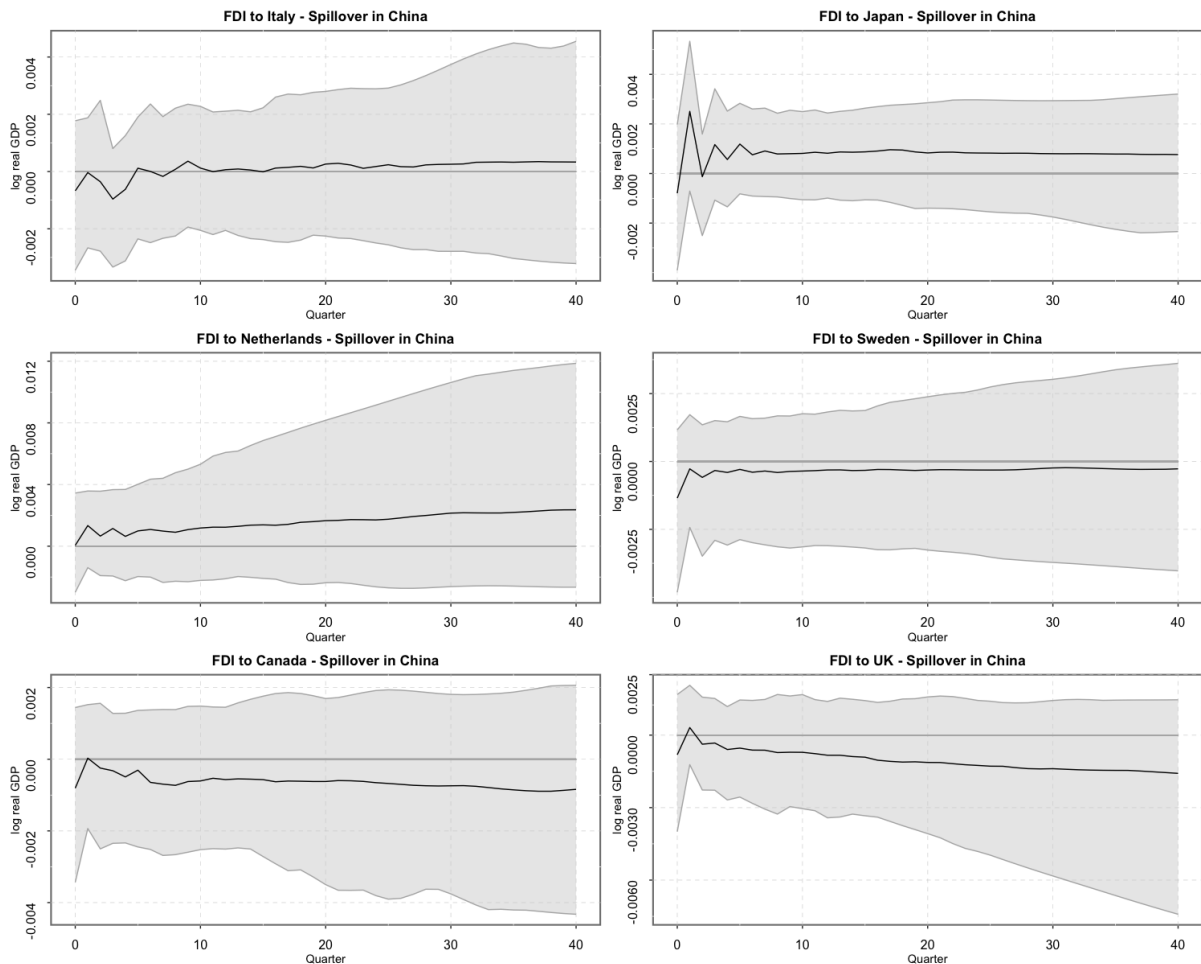 FDI to Italy - Spillover in China
log real GDP
0.004
0.002
0.000
-0.002
0 10 20 30 40
Quarter
FDI to Japan - Spillover in China
log real GDP
0.004
0.002
0.000
-0.002
0 10 20 30 40
Quarter
FDI to Netherlands - Spillover in China
log real GDP
0.012
0.008
0.004
0.000
0 10 20 30 40
Quarter
FDI to Sweden - Spillover in China
log real GDP
0.0025
0.0000
-0.0025
0 10 20 30 40
Quarter
FDI to Canada - Spillover in China
log real GDP
0.002
0.000
-0.002
-0.004
0 10 20 30 40
Quarter
FDI to UK - Spillover in China
log real GDP
0.0025
0.0000
-0.0030
-0.0060
0 10 20 30 40
Quarter